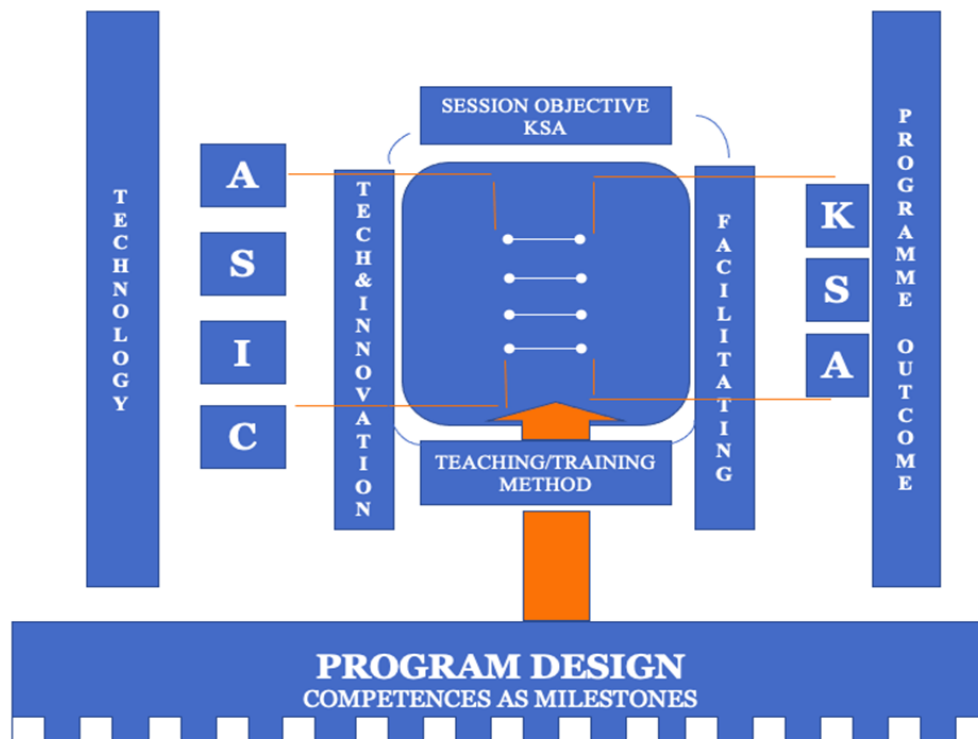 TECHNOLOGY
A
S
I
C
TECH&INNOVATION
SESSION OBJECTIVE
KSA
TEACHING/TRAINING
METHOD
FACILITATING
K
S
A
PROGRAMME OUTCOME
PROGRAM DESIGN
COMPETENCES AS MILESTONES